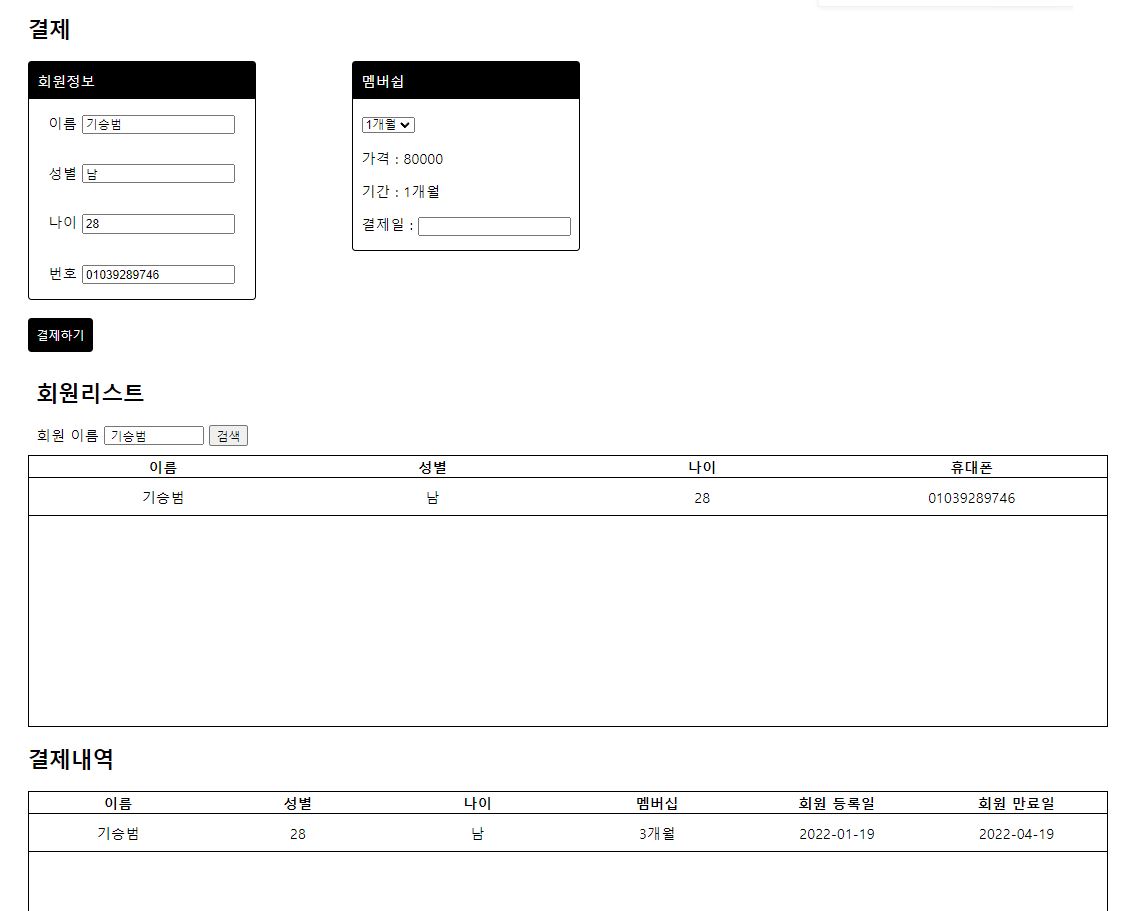 결제
회원정보
이름 기승범
성별 남
나이 28
번호 01039289746
멤버쉽
1개월
가격 : 80000
기간 : 1개월
결제일 :
결제하기
회원리스트
회원 이름 기승범 검색
이름 성별 나이 휴대폰
기승범 남 28 01039289746
결제내역
이름 성별 나이 멤버십 회원 등록일 회원 만료일
기승범 28 남 3개월 2022-01-19 2022-04-19